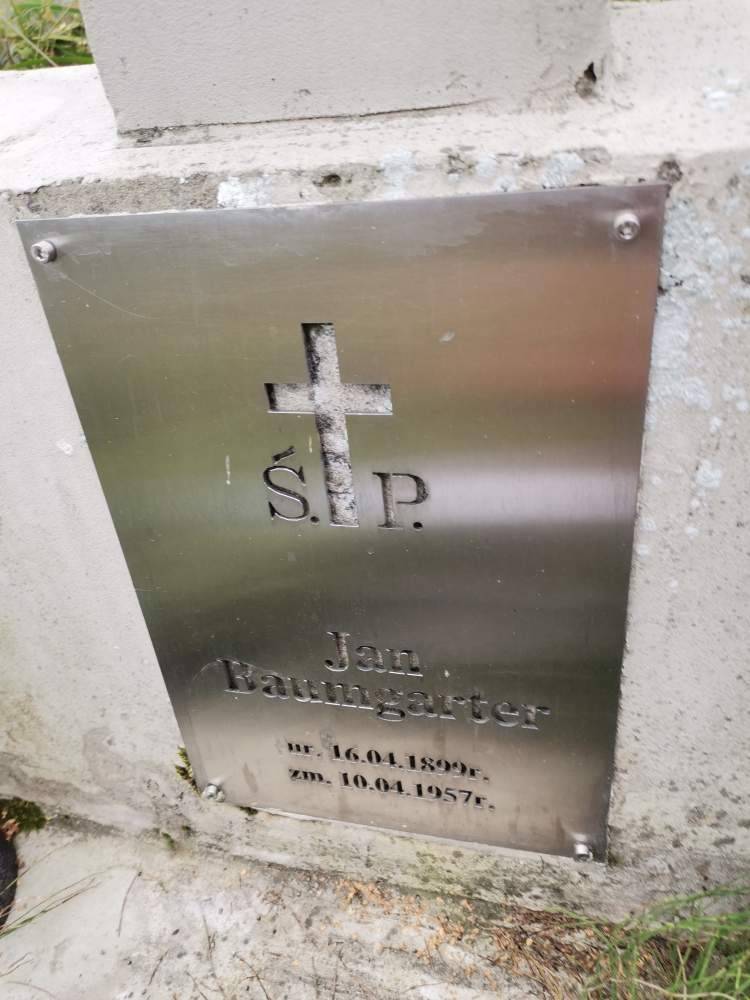 Ś. P.
Jan
Baumgarter
ur. 16.04.1899r.
zm. 10.04.1957r.